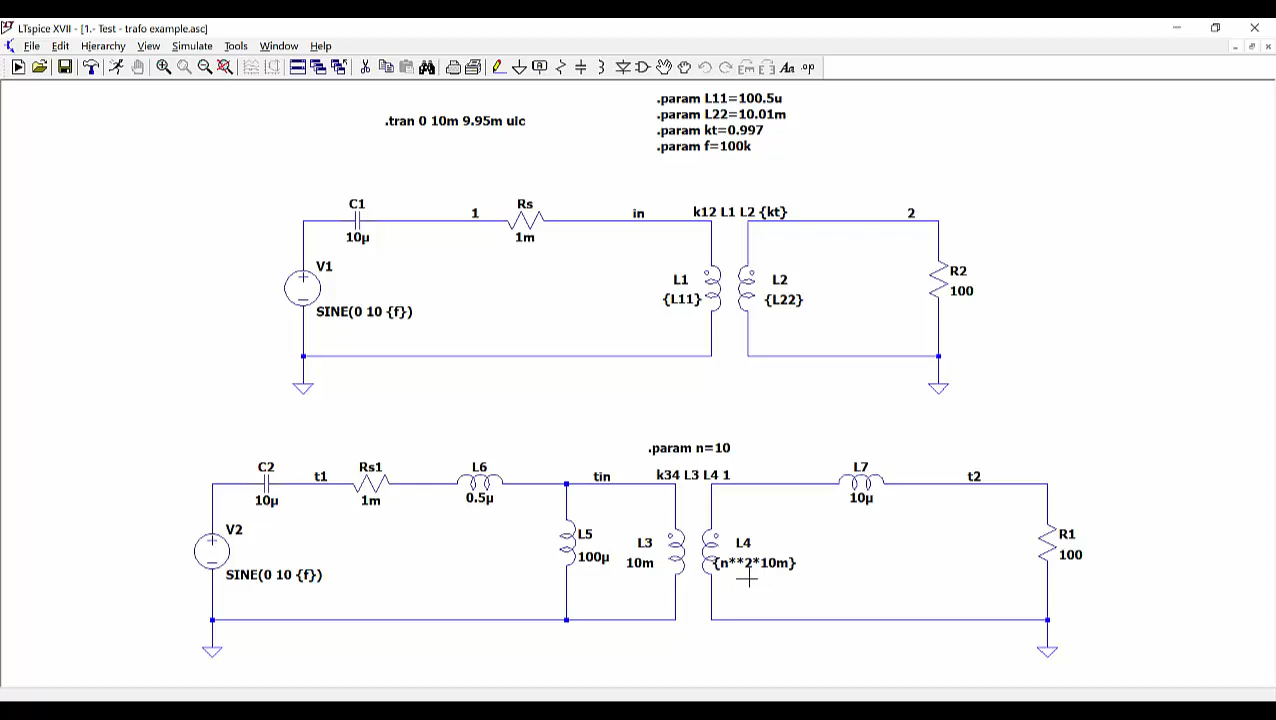 LTspice XVII - [1.- Test - trafo example.asc]
File Edit Hierarchy View Simulate Tools Window Help
Aa .op
.param L11=100.5u
.tran 0 10m 9.95m uic
.param L22=10.01m
.param kt=0.997
.param f=100k
C1 1 Rs in k12 L1 L2 {kt} 2
10µ 1m
V1 L1 L2 R2
{L11} {L22} 100
SINE(0 10 {f})
.param n=10
C2 t1 Rs1 L6 tin k34 L3 L4 1 L7 t2
10µ 1m 0.5µ 10µ
V2 L5 L3 L4 R1
100µ 10m {n**2*10m} 100
SINE(0 10 {f})